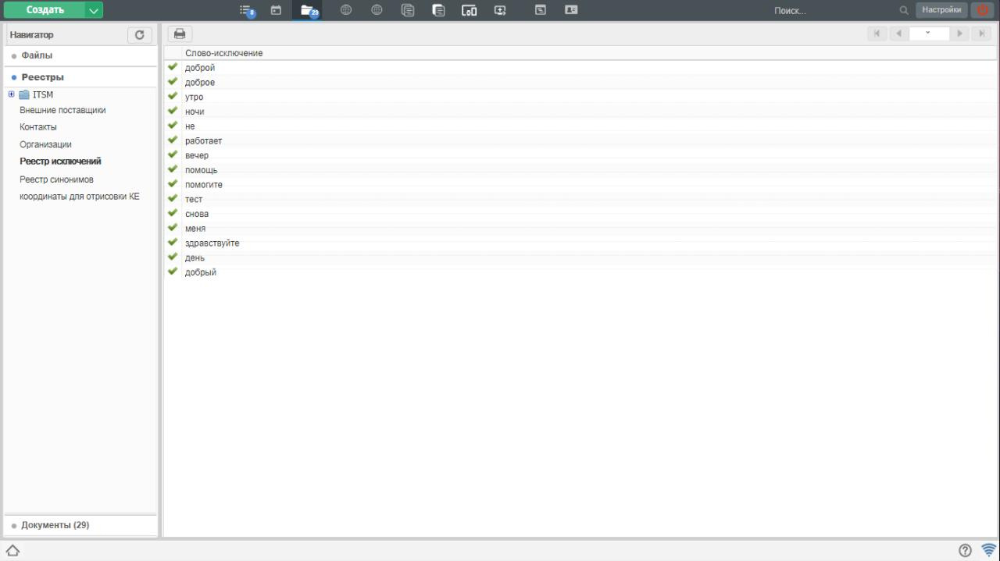 Создать
8
29
Поиск...
Настройки
Навигатор
Файлы
Реестры
ITSM
Внешние поставщики
Контакты
Организации
Реестр исключений
Реестр синонимов
координаты для отрисовки КЕ
Документы (29)
Слово-исключение
доброй
доброе
утро
ночи
не
работает
вечер
помощь
помогите
тест
снова
меня
здравствуйте
день
добрый